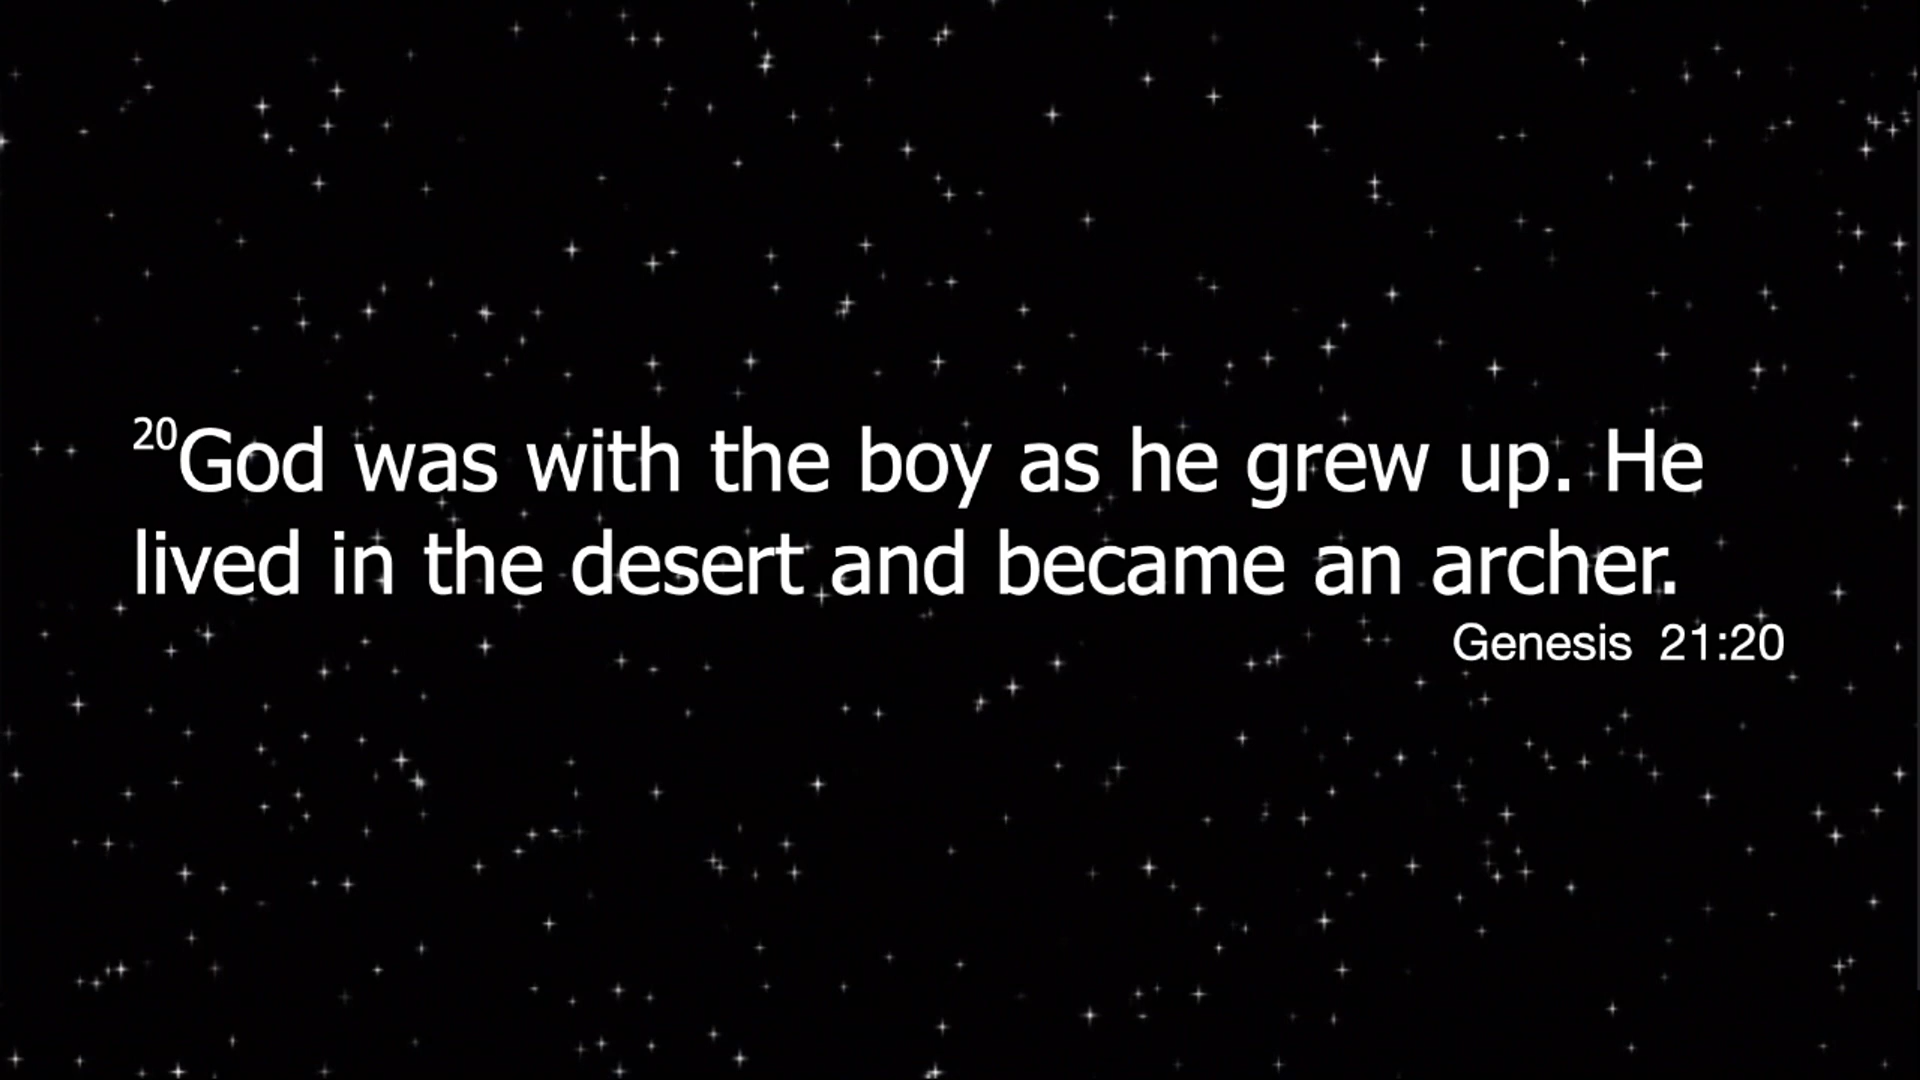 20God was with the boy as he grew up. He
lived in the desert and became an archer.
Genesis 21:20